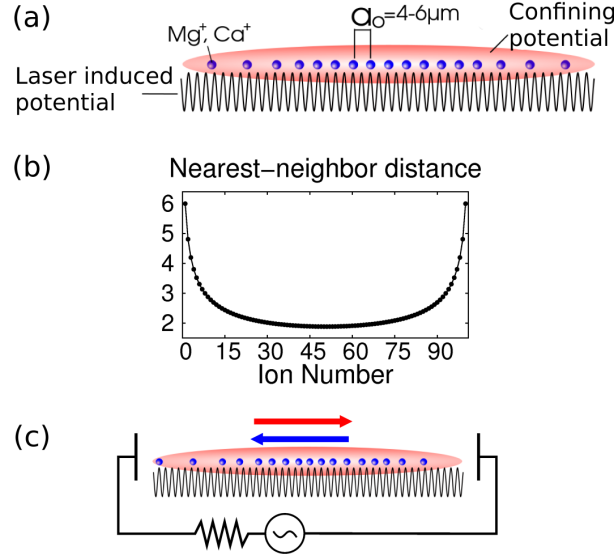 (a)
Mg⁺, Ca⁺
aₒ=4-6μm
Confining
potential
Laser induced
potential
(b)
Nearest−neighbor distance
6
5
4
3
2
0 15 30 45 60 75 90
Ion Number
(c)